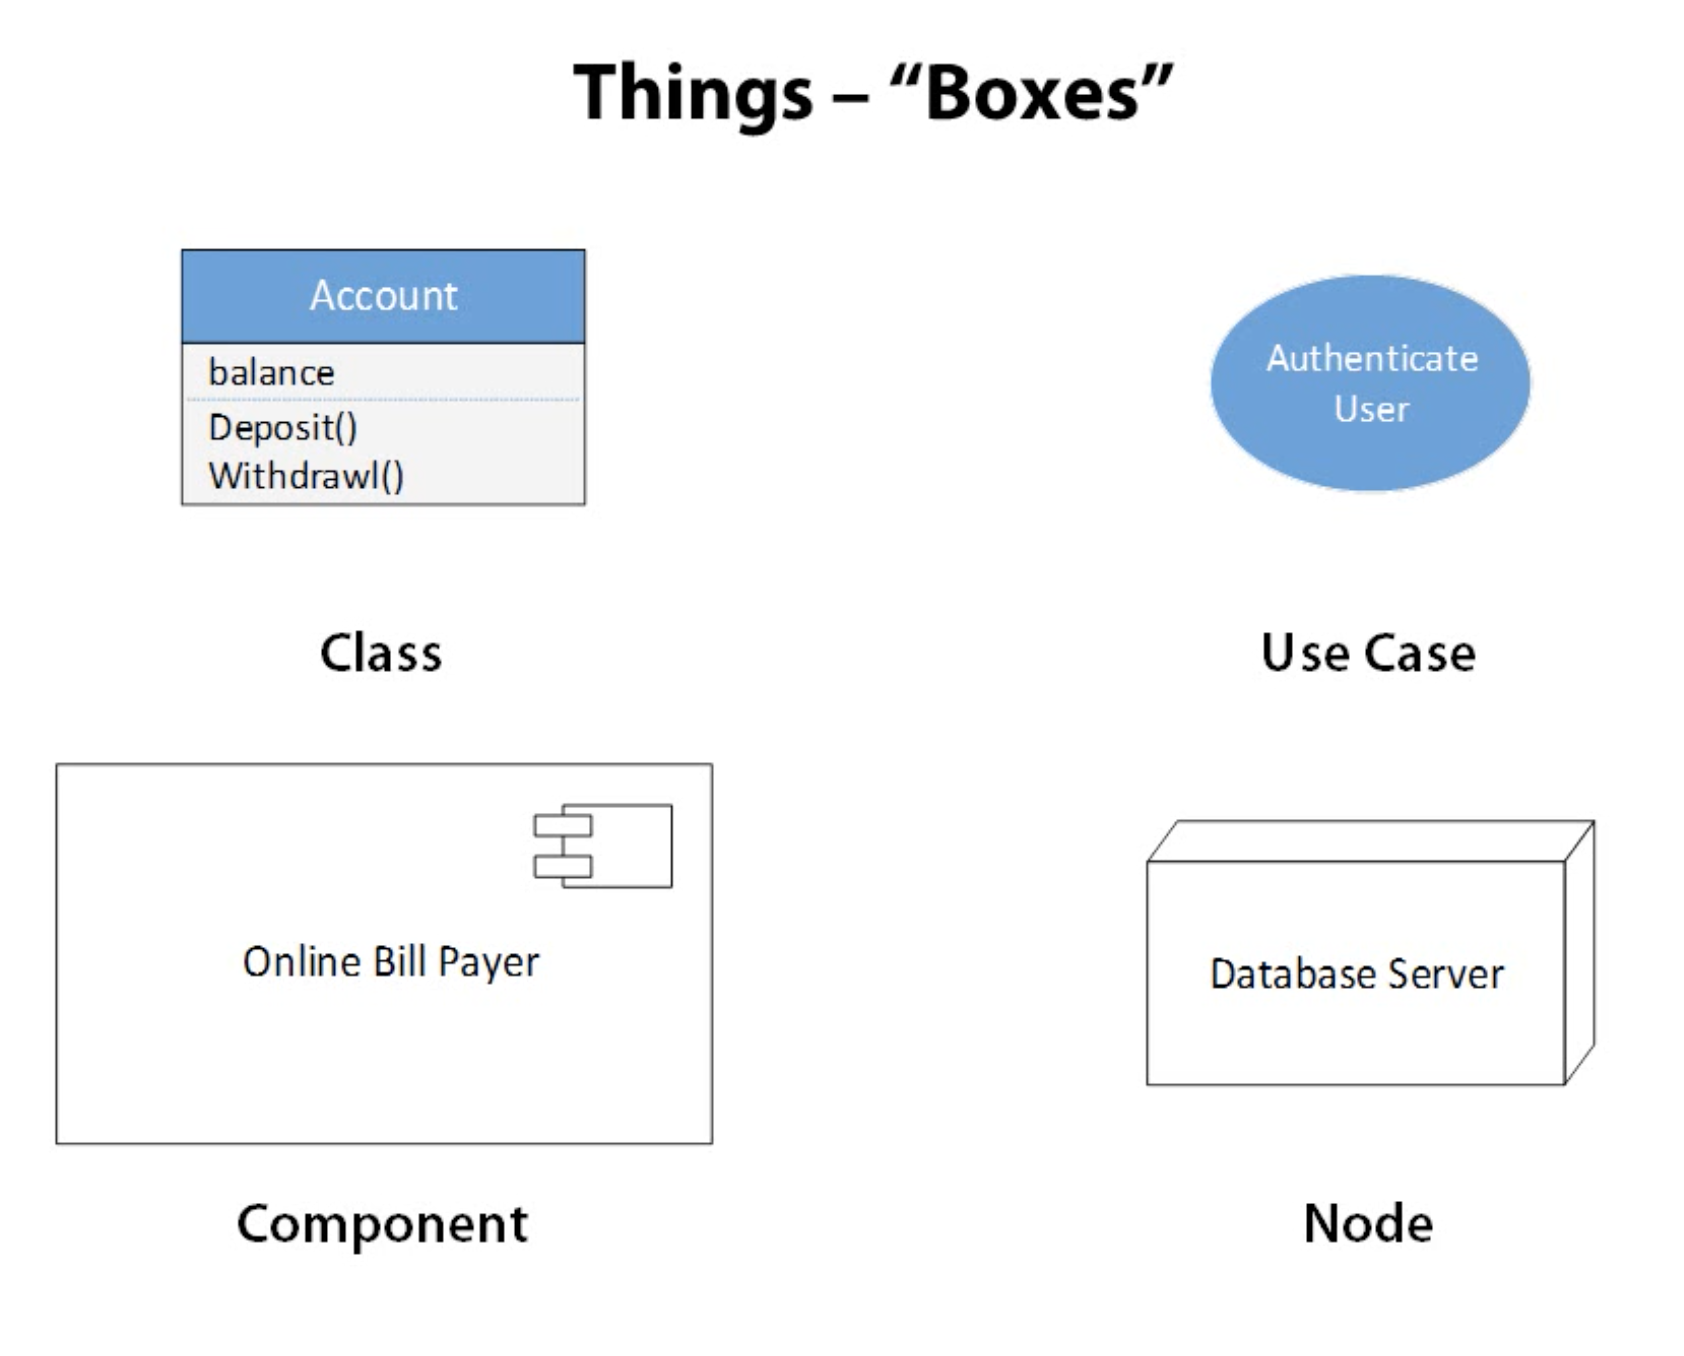 Things – “Boxes”
Account
balance
Deposit()
Withdrawl()
Authenticate
User
Class
Use Case
Online Bill Payer
Database Server
Component
Node